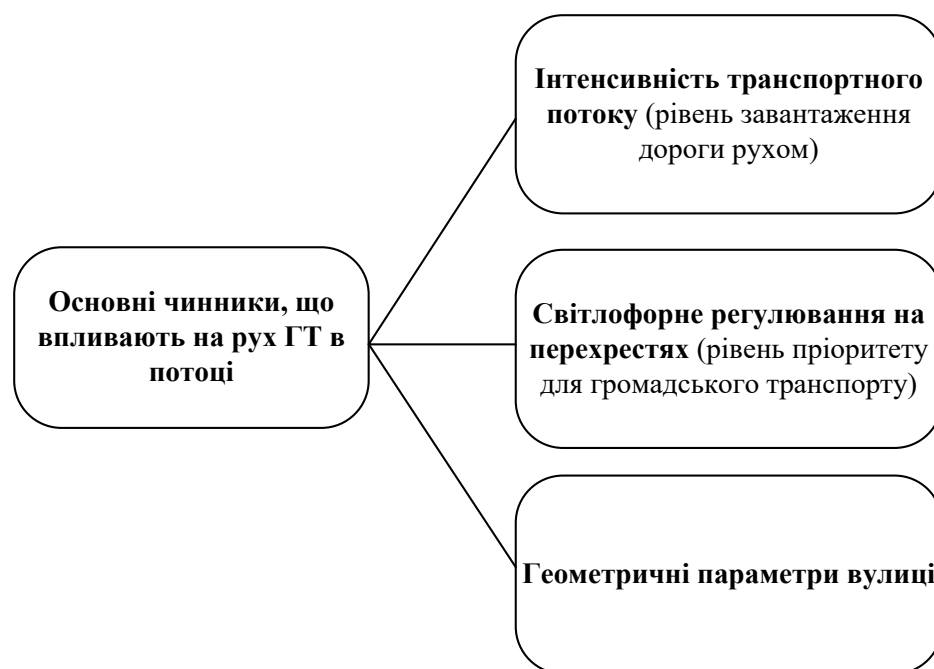 Інтенсивність транспортного
потоку (рівень завантаження
дороги рухом)
Основні чинники, що
впливають на рух ГТ в
потоці
Світлофорне регулювання на
перехрестях (рівень пріоритету
для громадського транспорту)
Геометричні параметри вулиці